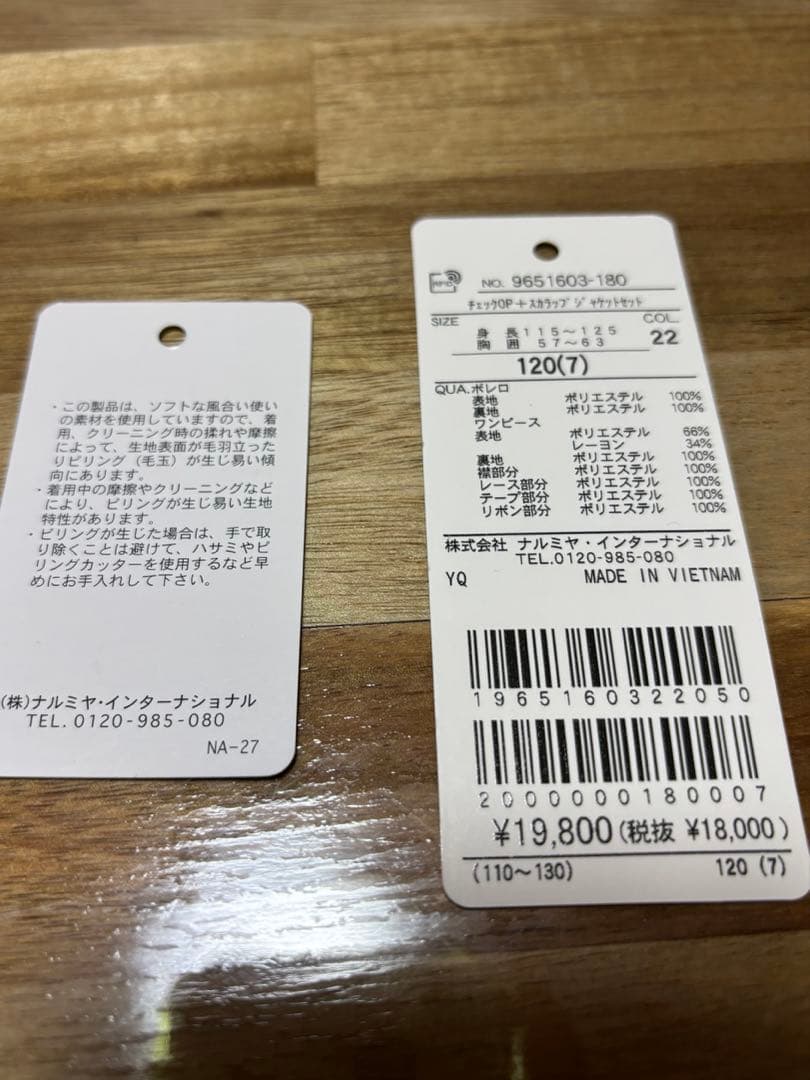 ・この製品は、ソフトな風合い使い
の素材を使用していますので、着
用、クリーニング時の揉れや摩擦
によって、生地表面が毛羽立った
りピリング（毛玉）が生じ易い傾
向にあります。
・着用中の摩擦やクリーニングなど
により、ピリングが生じ易い生地
特性があります。
・ピリングが生じた場合は、手で取
り除くことは避けて、ハサミやピ
リングカッターを使用するなど早
めにお手入れして下さい。
(株)ナルミヤ・インターナショナル
TEL. 0120-985-080
NA-27
RFID
NO. 9651603-180
チェックOP+スカラップジャケットセット
SIZE COL.
身長 115～125 22
胸囲 57～63
120(7)
QUA. ボレロ
表地 ポリエステル 100%
裏地 ポリエステル 100%
ワンピース
表地 ポリエステル 66%
レーヨン 34%
裏地 ポリエステル 100%
襟部分 ポリエステル 100%
レース部分 ポリエステル 100%
テープ部分 ポリエステル 100%
リボン部分 ポリエステル 100%
株式会社 ナルミヤ・インターナショナル
TEL.0120-985-080
YQ MADE IN VIETNAM
1965160322050
2000000180007
¥19,800(税抜 ¥18,000)
(110～130) 120 (7)